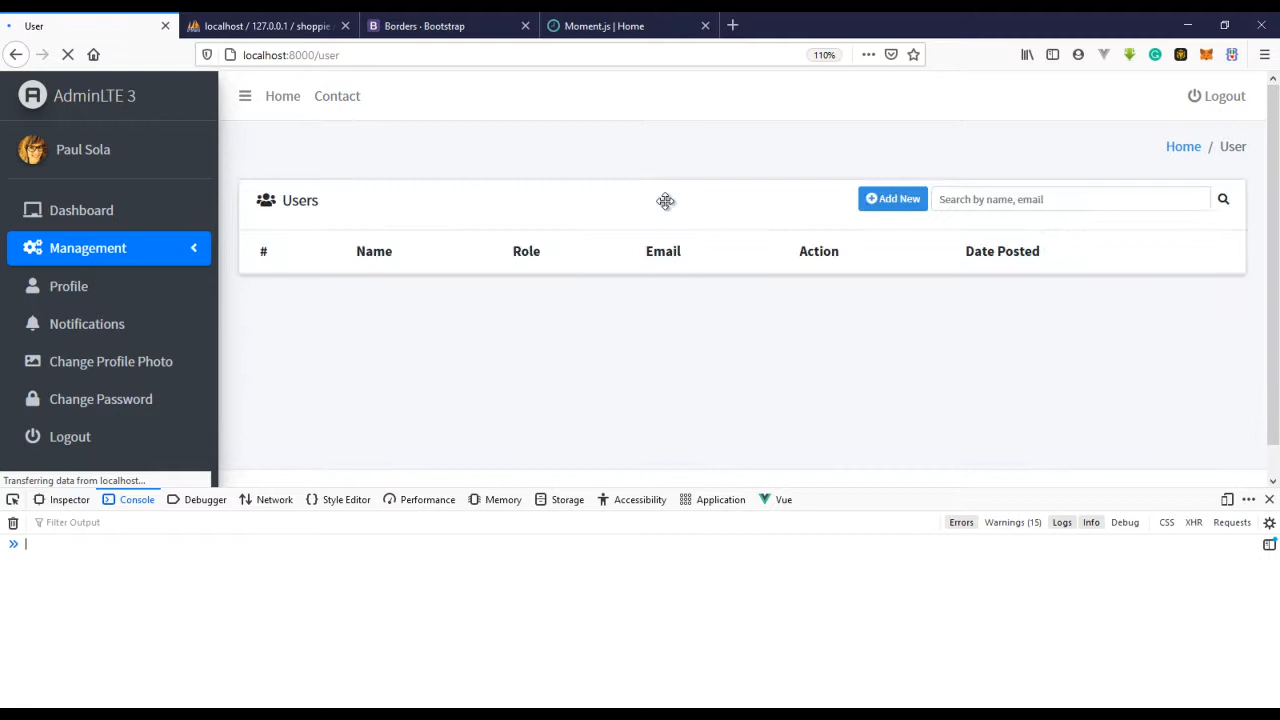 User
localhost / 127.0.0.1 / shoppie
Borders · Bootstrap
Moment.js | Home
localhost:8000/user
110%
AdminLTE 3
Home
Contact
Logout
Paul Sola
Home / User
Users
Add New
Search by name, email
# Name Role Email Action Date Posted
Dashboard
Management
Profile
Notifications
Change Profile Photo
Change Password
Logout
Transferring data from localhost...
Inspector Console Debugger Network Style Editor Performance Memory Storage Accessibility Application Vue
Filter Output
Errors Warnings (15) Logs Info Debug CSS XHR Requests